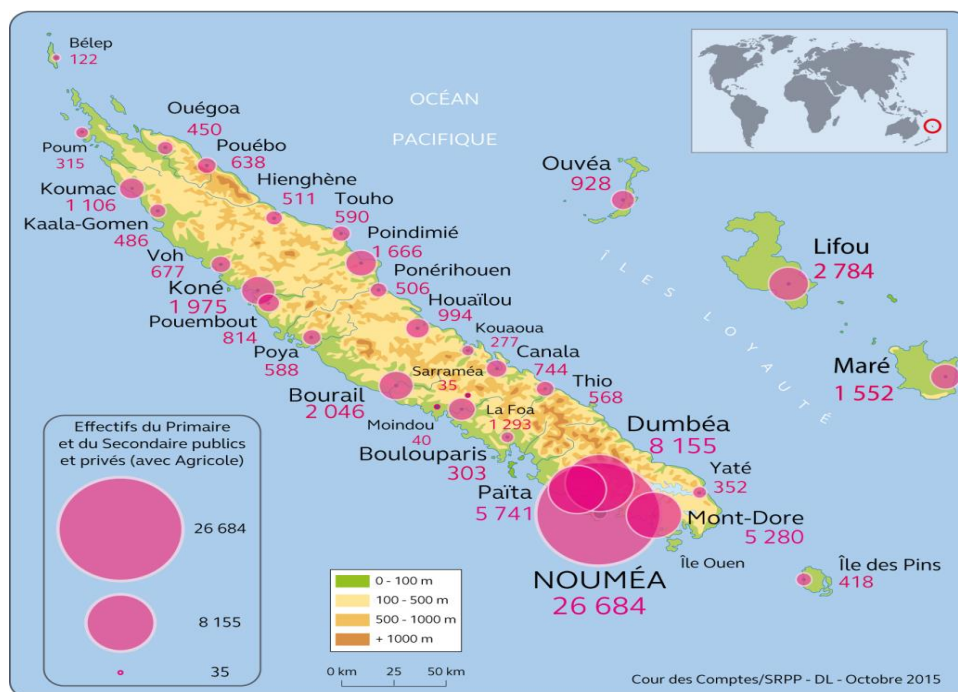 Bélep
122
OCÉAN
PACIFIQUE
Ouégoa
450
Poum
315
Pouébo
638
Ouvéa
928
Koumac
1 106
Hienghène
511
Touho
590
Kaala-Gomen
486
Poindimié
1 666
Lifou
2 784
Voh
677
Ponérihouen
506
ÎLES LOYAUTÉ
Koné
1 975
Houaïlou
994
Pouembout
814
Kouaoua
277
Poya
588
Canala
744
Maré
1 552
Sarraméa
35
Bourail
2 046
Thio
568
La Foa
1 293
Moindou
40
Dumbéa
8 155
Boulouparis
303
Yaté
352
Païta
5 741
Mont-Dore
5 280
Île Ouen
Île des Pins
418
NOUMÉA
26 684
Effectifs du Primaire
et du Secondaire publics
et privés (avec Agricole)
26 684
8 155
35
0 - 100 m
100 - 500 m
500 - 1000 m
+ 1000 m
0 km 25 50 km
Cour des Comptes/SRPP - DL - Octobre 2015